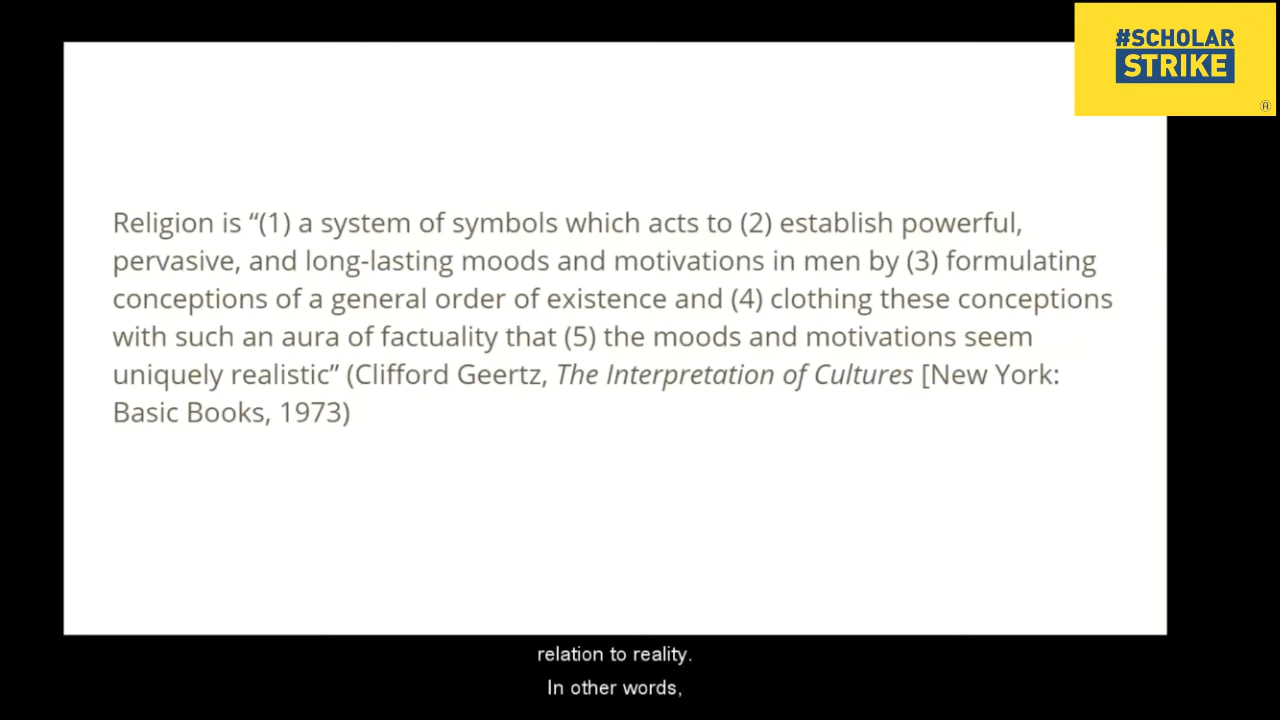 #SCHOLAR
STRIKE
Religion is “(1) a system of symbols which acts to (2) establish powerful,
pervasive, and long-lasting moods and motivations in men by (3) formulating
conceptions of a general order of existence and (4) clothing these conceptions
with such an aura of factuality that (5) the moods and motivations seem
uniquely realistic” (Clifford Geertz, The Interpretation of Cultures [New York:
Basic Books, 1973)
relation to reality.
In other words,